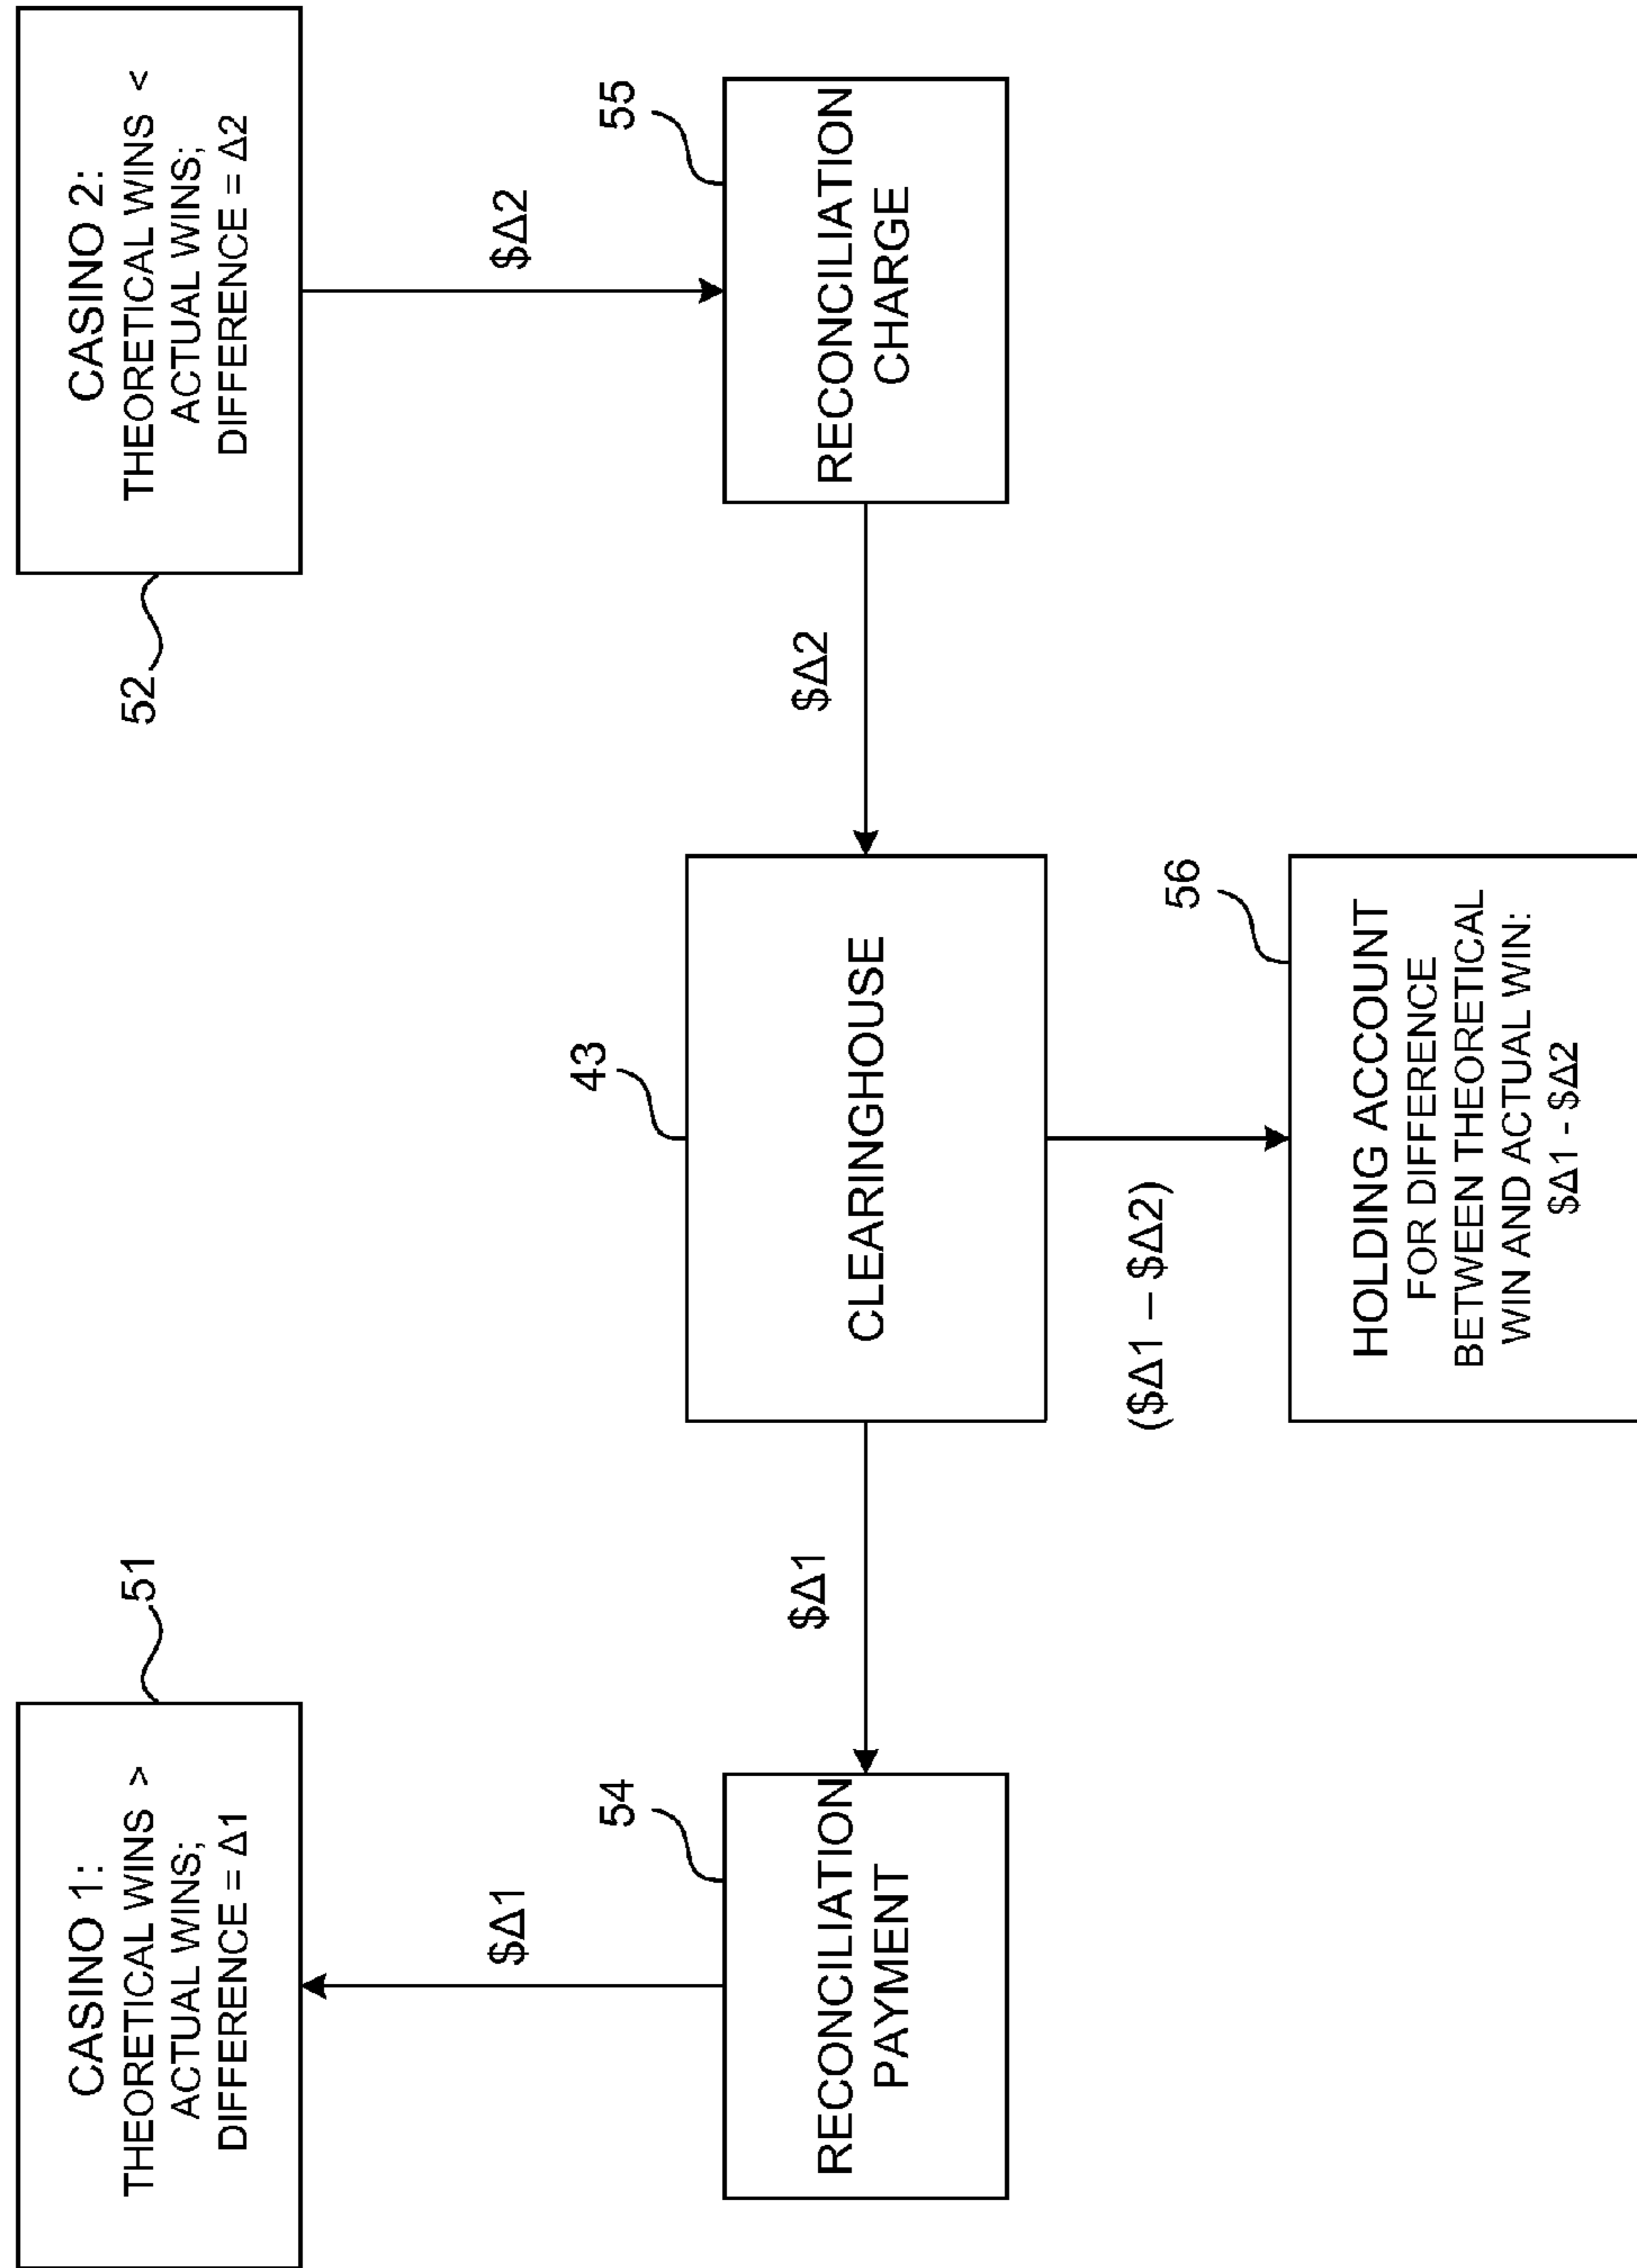 CASINO 1:
THEORETICAL WINS >
ACTUAL WINS;
DIFFERENCE = Δ1
51
CASINO 2:
THEORETICAL WINS <
ACTUAL WINS;
DIFFERENCE = Δ2
52
$Δ1
$Δ2
54
RECONCILIATION
PAYMENT
$Δ1
43
CLEARINGHOUSE
$Δ2
55
RECONCILIATION
CHARGE
($Δ1 – $Δ2)
56
HOLDING ACCOUNT
FOR DIFFERENCE
BETWEEN THEORETICAL
WIN AND ACTUAL WIN:
$Δ1 - $Δ2